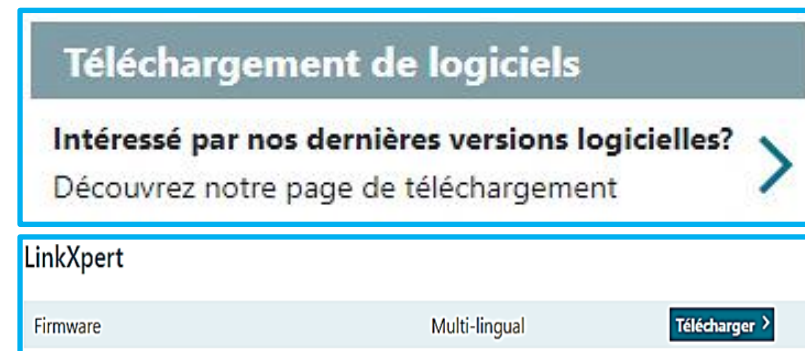 Téléchargement de logiciels
Intéressé par nos dernières versions logicielles?
Découvrez notre page de téléchargement
LinkXpert
Firmware Multi-lingual Télécharger